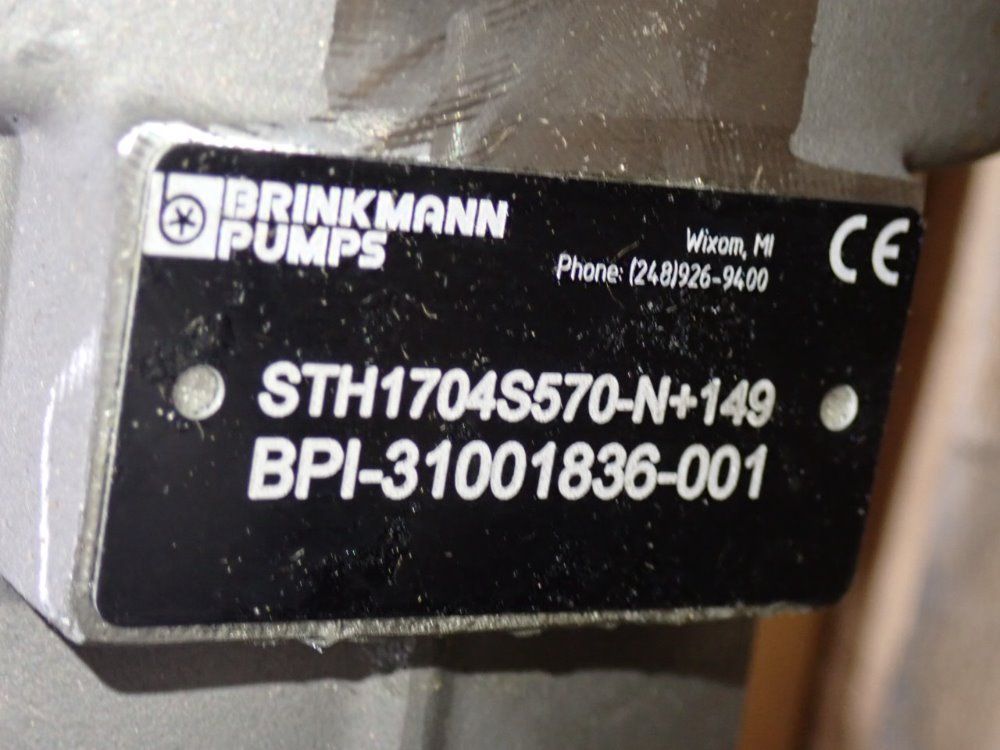 BRINKMANN
PUMPS
Wixom, MI
Phone: (248)926-9400
CE
STH1704S570-N+149
BPI-31001836-001